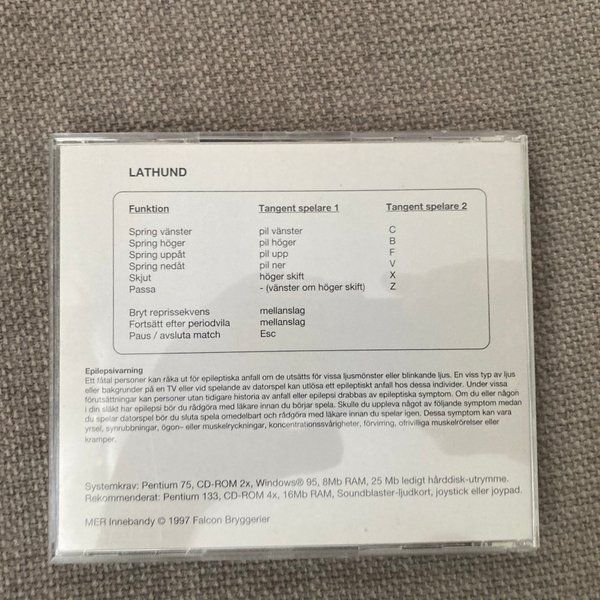 LATHUND
Funktion Tangent spelare 1 Tangent spelare 2
Spring vänster pil vänster C
Spring höger pil höger B
Spring uppåt pil upp F
Spring nedåt pil ner V
Skjut höger skift X
Passa - (vänster om höger skift) Z
Bryt reprissekvens mellanslag
Fortsätt efter periodvila mellanslag
Paus / avsluta match Esc
Epilepsivarning
Ett fåtal personer kan råka ut för epileptiska anfall om de utsätts för vissa ljusmönster eller blinkande ljus. En viss typ av ljus
eller bakgrunder på en TV eller vid spelande av datorspel kan utlösa ett epileptiskt anfall hos dessa individer. Under vissa
förutsättningar kan personer utan tidigare historia av anfall eller epilepsi drabbas av epileptiska symptom. Om du eller någon
i din släkt har epilepsi bör du rådgöra med läkare innan du börjar spela. Skulle du uppleva något av följande symptom medan
du spelar datorspel bör du sluta spela omedelbart och rådgöra med läkare innan du spelar igen. Dessa symptom kan vara
yrsel, synrubbningar, ögon– eller muskelryckningar, koncentrationssvårigheter, förvirring, ofrivilliga muskelrörelser eller
kramper.
Systemkrav: Pentium 75, CD-ROM 2x, Windows® 95, 8Mb RAM, 25 Mb ledigt hårddisk-utrymme.
Rekommenderat: Pentium 133, CD-ROM 4x, 16Mb RAM, Soundblaster-ljudkort, joystick eller joypad.
MER Innebandy © 1997 Falcon Bryggerier